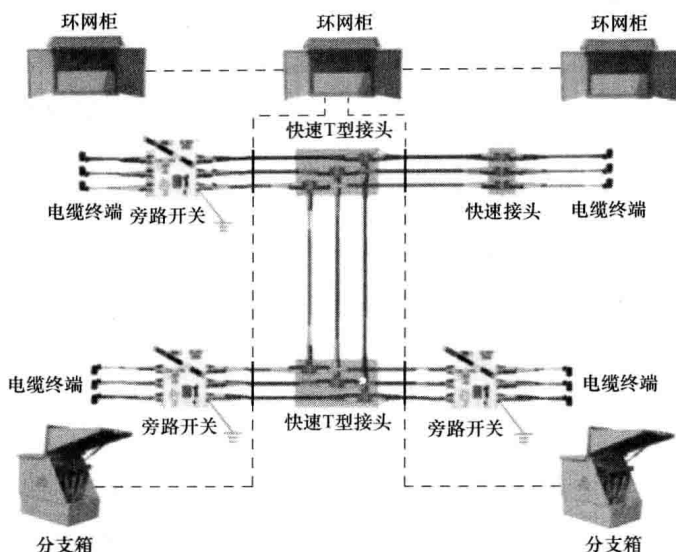 环网柜
环网柜
环网柜
快速T型接头
电缆终端
旁路开关
快速接头
电缆终端
电缆终端
旁路开关
快速T型接头
旁路开关
电缆终端
分支箱
分支箱